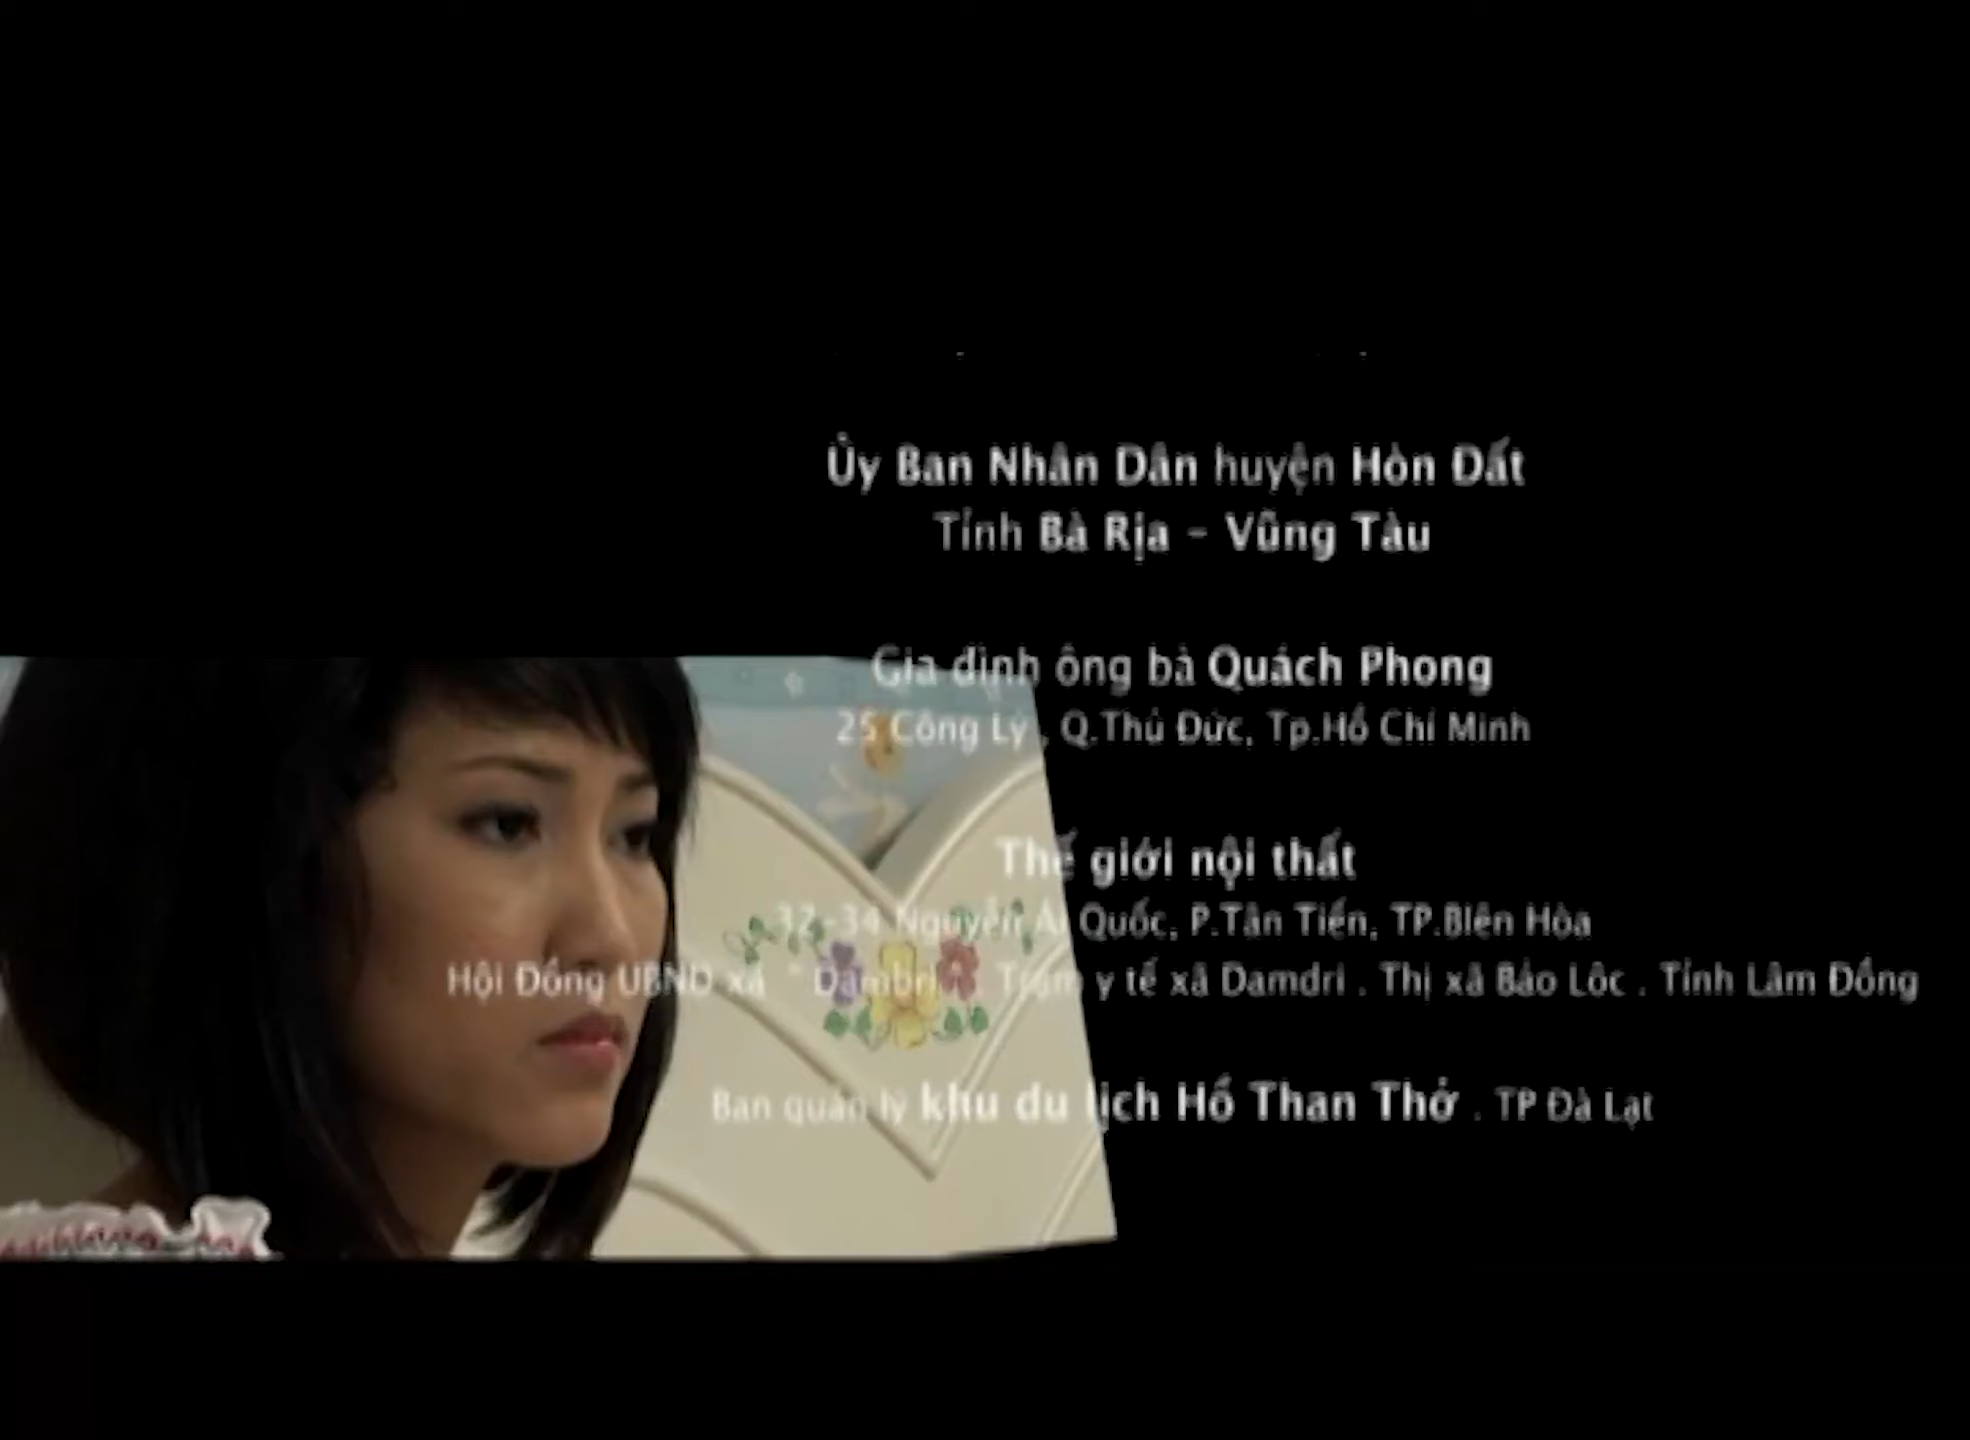 Ủy Ban Nhân Dân huyện Hòn Đất
Tỉnh Bà Rịa - Vũng Tàu
Gia đình ông bà Quách Phong
25 Công Lý , Q.Thủ Đức, Tp.Hồ Chí Minh
Thế giới nội thất
32-34 Nguyễn Ái Quốc, P.Tân Tiến, TP.Biên Hòa
Hội Đồng UBND xã " Dambri " Trạm y tế xã Damdri . Thị xã Bảo Lôc . Tỉnh Lâm Đồng
Ban quản lý khu du lịch Hồ Than Thở . TP Đà Lạt